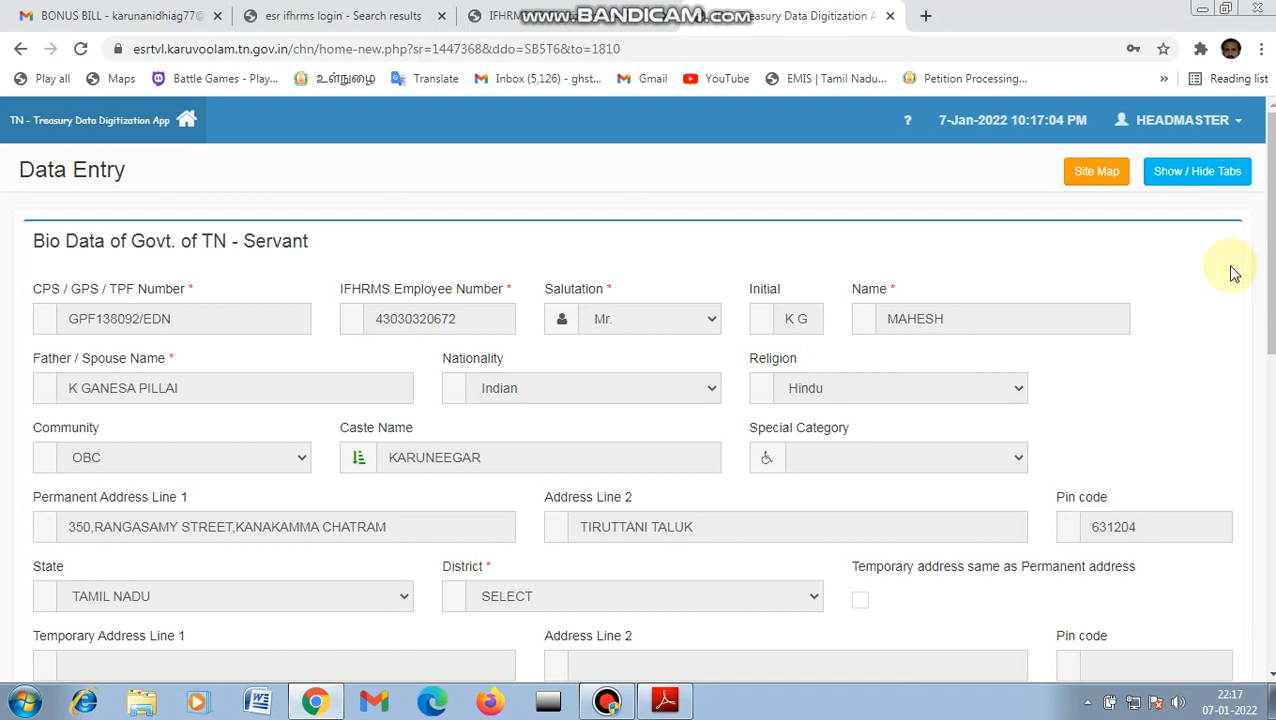 BONUS BILL - karunanidhiag77@
esr ifhrms login - Search results
IFHRM
www.BANDICAM.com
Treasury Data Digitization A
esrtvl.karuvoolam.tn.gov.in/chn/home-new.php?sr=1447368&ddo=SB5T6&to=1810
Play all
Maps
Battle Games - Play...
உள்நுழை
Translate
Inbox (5,126) - ghst...
Gmail
YouTube
EMIS | Tamil Nadu...
Petition Processing...
»
Reading list
TN - Treasury Data Digitization App
?
7-Jan-2022 10:17:04 PM
HEADMASTER
Data Entry
Site Map
Show / Hide Tabs
Bio Data of Govt. of TN - Servant
CPS / GPS / TPF Number *
IFHRMS Employee Number *
Salutation *
Initial
Name *
GPF138092/EDN
43030320672
Mr.
K G
MAHESH
Father / Spouse Name *
Nationality
Religion
K GANESA PILLAI
Indian
Hindu
Community
Caste Name
Special Category
OBC
KARUNEEGAR
Permanent Address Line 1
Address Line 2
Pin code
350,RANGASAMY STREET,KANAKAMMA CHATRAM
TIRUTTANI TALUK
631204
State
District *
Temporary address same as Permanent address
TAMIL NADU
SELECT
Temporary Address Line 1
Address Line 2
Pin code
22:17
07-01-2022